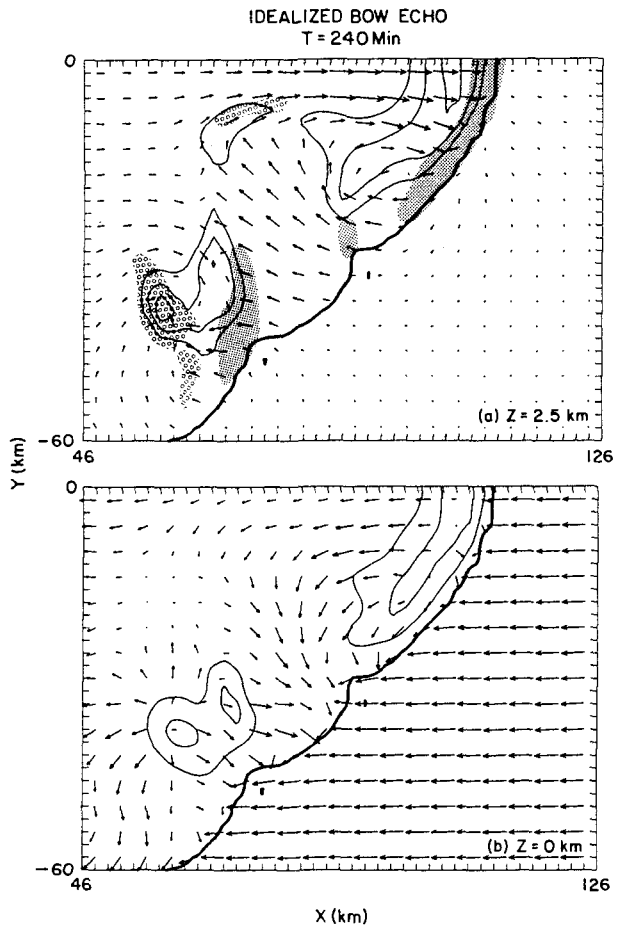 IDEALIZED BOW ECHO
T = 240 Min
0
(a) Z = 2.5 km
-60
46
126
Y (km)
0
(b) Z = 0 km
-60
46
126
X (km)